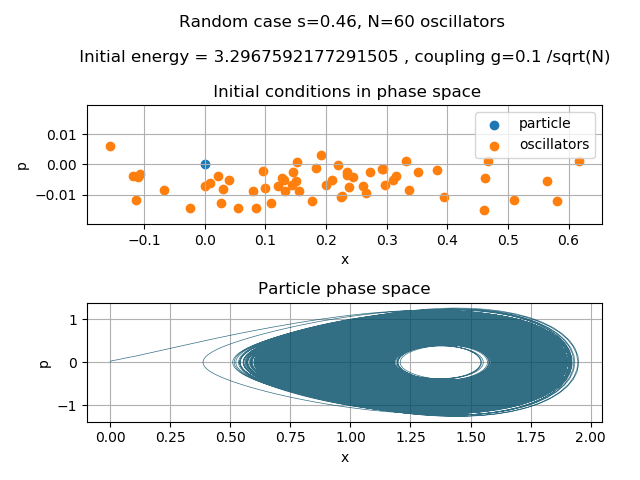 Random case s=0.46, N=60 oscillators
Initial energy = 3.2967592177291505 , coupling g=0.1 /sqrt(N)
Initial conditions in phase space
particle
oscillators
p
0.01
0.00
−0.01
−0.1
0.0
0.1
0.2
0.3
0.4
0.5
0.6
x
Particle phase space
p
1
0
−1
0.00
0.25
0.50
0.75
1.00
1.25
1.50
1.75
2.00
x